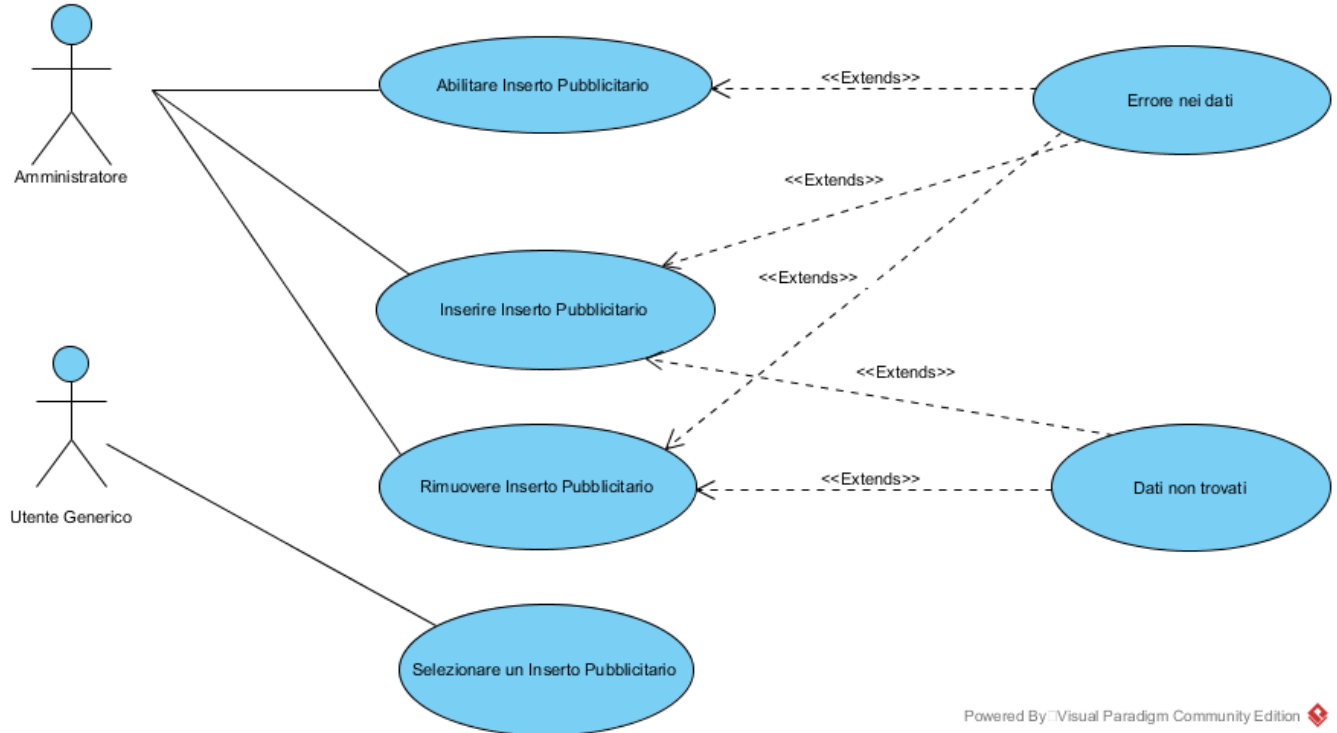 Abilitare Inserto Pubblicitario
<<Extends>>
Errore nei dati
Amministratore
<<Extends>>
<<Extends>>
Inserire Inserto Pubblicitario
<<Extends>>
Rimuovere Inserto Pubblicitario
<<Extends>>
Dati non trovati
Utente Generico
Selezionare un Inserto Pubblicitario
Powered By Visual Paradigm Community Edition